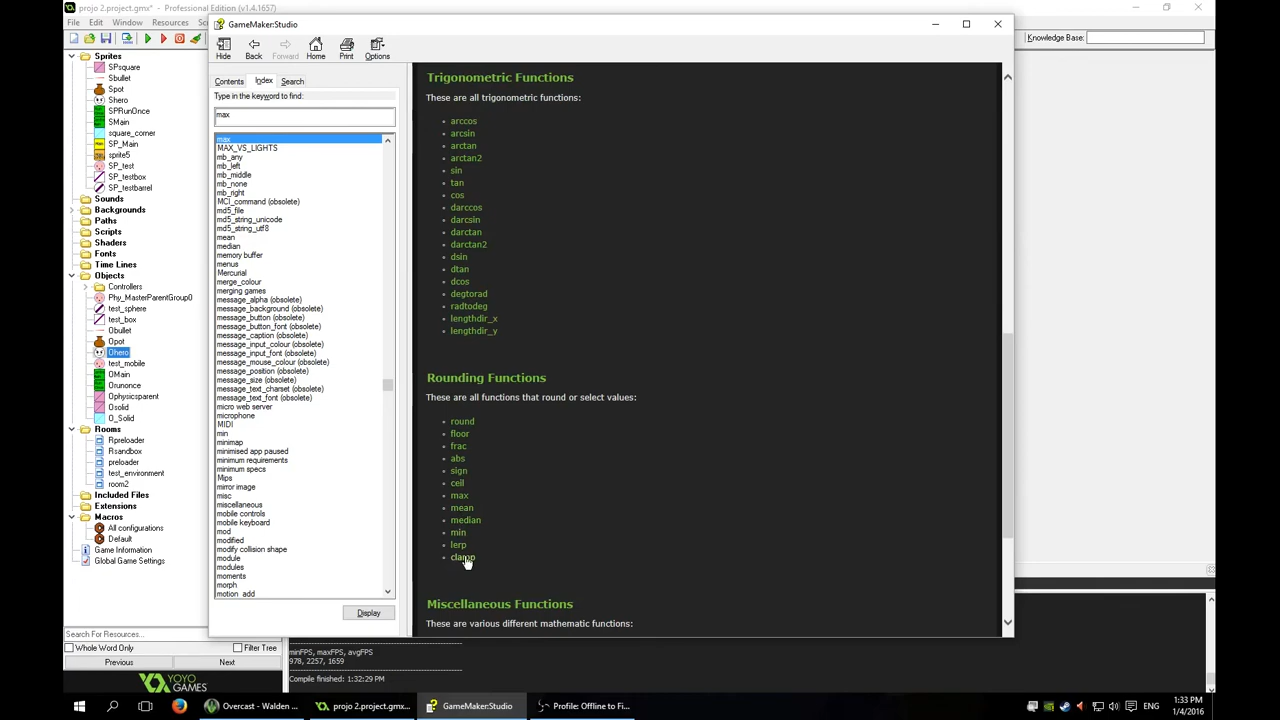 projo 2.project.gmx* - v1.4.1657)
File Edit Window Resources
Knowledge Base:
Sprites
SPsquare
Sbullet
Spot
Shero
SPRunOnce
SMain
square_corner
SP_Main
sprite5
SP_test
SP_testbox
SP_testbarrel
Sounds
Backgrounds
Paths
Scripts
Shaders
Fonts
Time Lines
Objects
Controllers
Phy_MasterParentGroup0
test_sphere
test_box
Obullet
Opot
Ohero
test_mobile
OMain
Orunonce
Ophysicsparent
Osolid
O_Solid
Rooms
Rpreloader
Rsandbox
preloader
test_environment
room2
Included Files
Extensions
Macros
All configurations
Default
Game Information
Global Game Settings
Search For Resources...
Whole Word Only Filter Tree
Previous Next
YOYO GAMES
GameMaker:Studio
Hide Back Forward Home Print Options
Contents Index Search
Type in the keyword to find:
max
max
MAX_VS_LIGHTS
mb_any
mb_left
mb_middle
mb_none
mb_right
MCI_command (obsolete)
md5_file
md5_string_unicode
md5_string_utf8
mean
median
memory buffer
menus
Mercurial
merge_colour
merging games
message_alpha (obsolete)
message_background (obsolete)
message_button (obsolete)
message_button_font (obsolete)
message_caption (obsolete)
message_input_colour (obsolete)
message_input_font (obsolete)
message_mouse_colour (obsolete)
message_position (obsolete)
message_size (obsolete)
message_text_charset (obsolete)
message_text_font (obsolete)
micro web server
microphone
MIDI
min
minimap
minimised app paused
minimum requirements
minimum specs
Mips
mirror image
misc
miscellaneous
mobile controls
mobile keyboard
mod
modified
modify collision shape
module
modules
moments
morph
motion_add
Display
Trigonometric Functions
These are all trigonometric functions:
arccos
arcsin
arctan
arctan2
sin
tan
cos
darccos
darcsin
darctan
darctan2
dsin
dtan
dcos
degtorad
radtodeg
lengthdir_x
lengthdir_y
Rounding Functions
These are all functions that round or select values:
round
floor
frac
abs
sign
ceil
max
mean
median
min
lerp
clamp
Miscellaneous Functions
These are various different mathematic functions:
minFPS, maxFPS, avgFPS
978, 2257, 1659
Compile finished: 1:32:29 PM
Overcast - Walden ...
projo 2.project.gmx...
GameMaker:Studio
Profile: Offline to Fi...
ENG
1:33 PM
1/4/2016